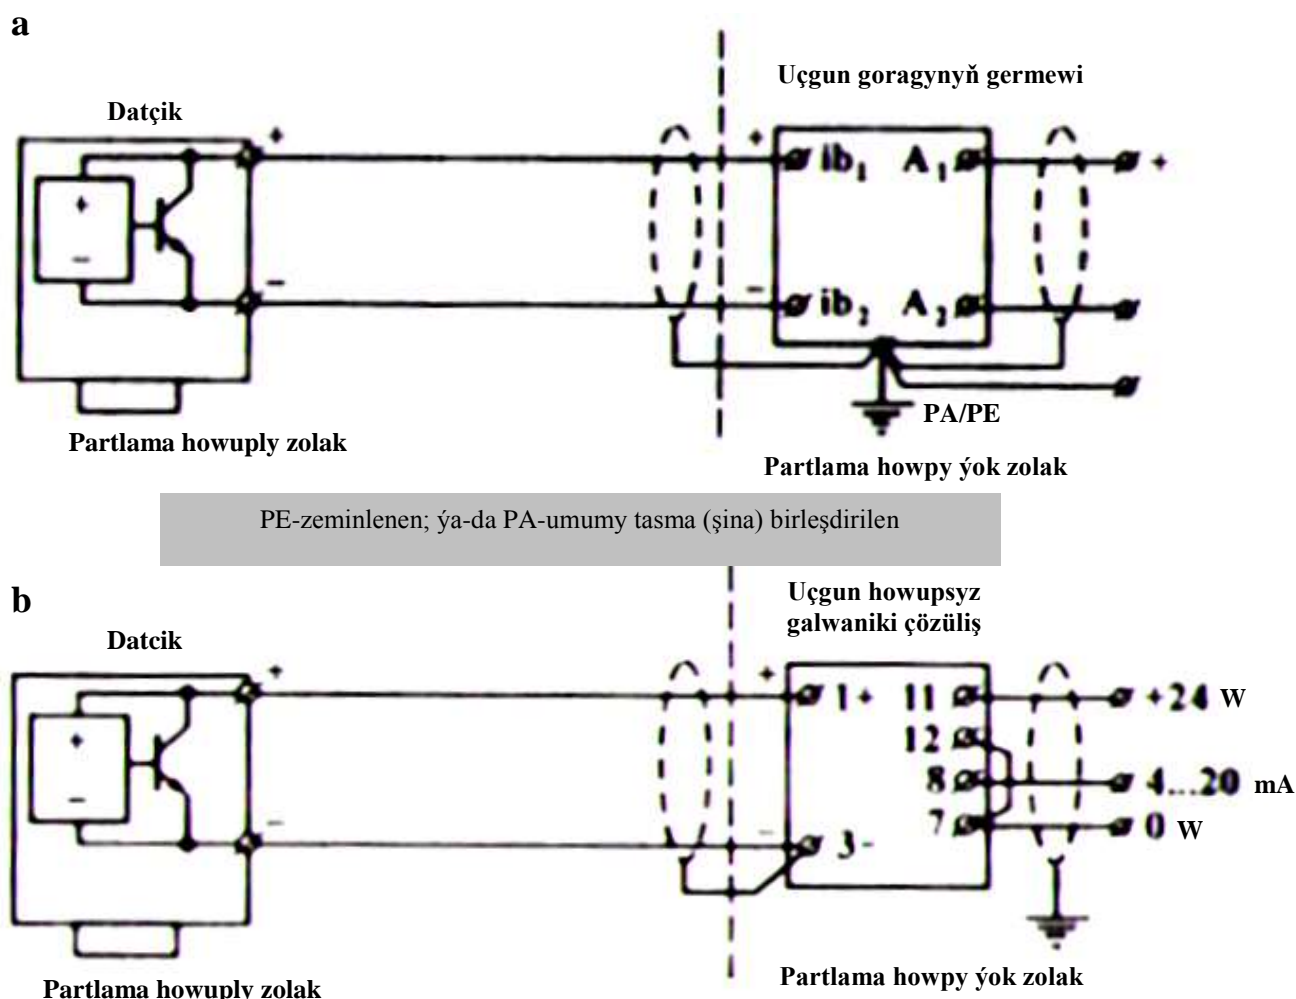 a
Uçgun goragynyň germewi
Datçik
+
+
+
ib1 A1
+
−
−
−
ib2 A2
PA/PE
Partlama howuply zolak
Partlama howpy ýok zolak
PE-zeminlenen; ýa-da PA-umumy tasma (şina) birleşdirilen
b
Uçgun howupsyz
galwaniki çözüliş
Datcik
+
+
1+ 11 +24 W
+
12
−
8 4...20 mA
7 0 W
−
−
3-
Partlama howpy ýok zolak
Partlama howuply zolak